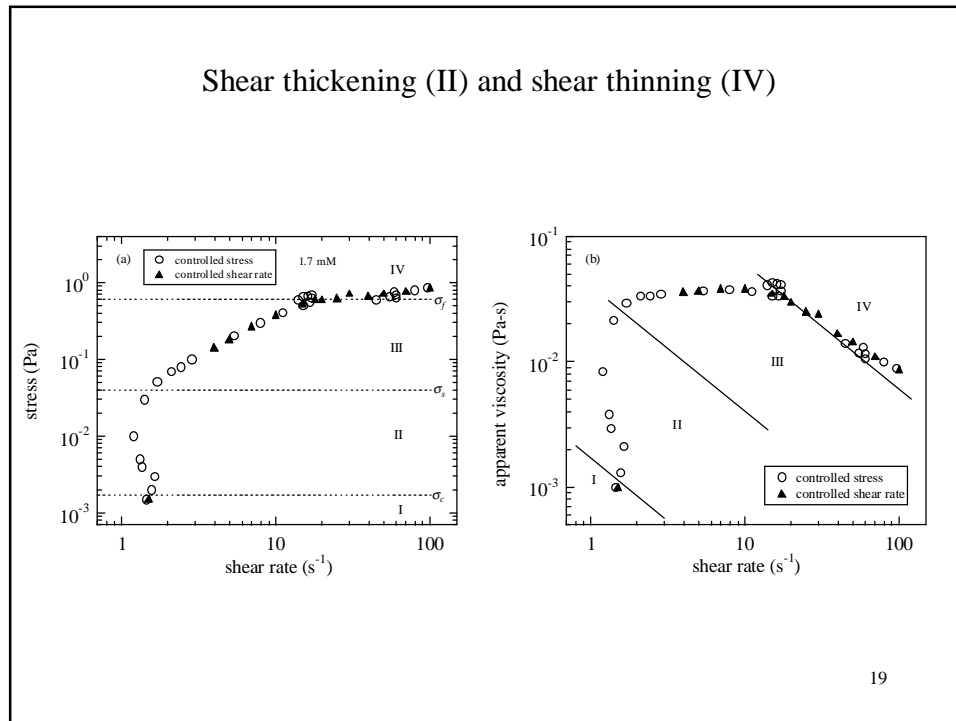 Shear thickening (II) and shear thinning (IV)
(a)
controlled stress
controlled shear rate
1.7 mM
IV
σf
III
σs
II
σc
I
10⁰
10⁻¹
10⁻²
10⁻³
stress (Pa)
1 10 100
shear rate (s⁻¹)
(b)
IV
III
II
I
controlled stress
controlled shear rate
10⁻¹
10⁻²
10⁻³
apparent viscosity (Pa-s)
1 10 100
shear rate (s⁻¹)
19